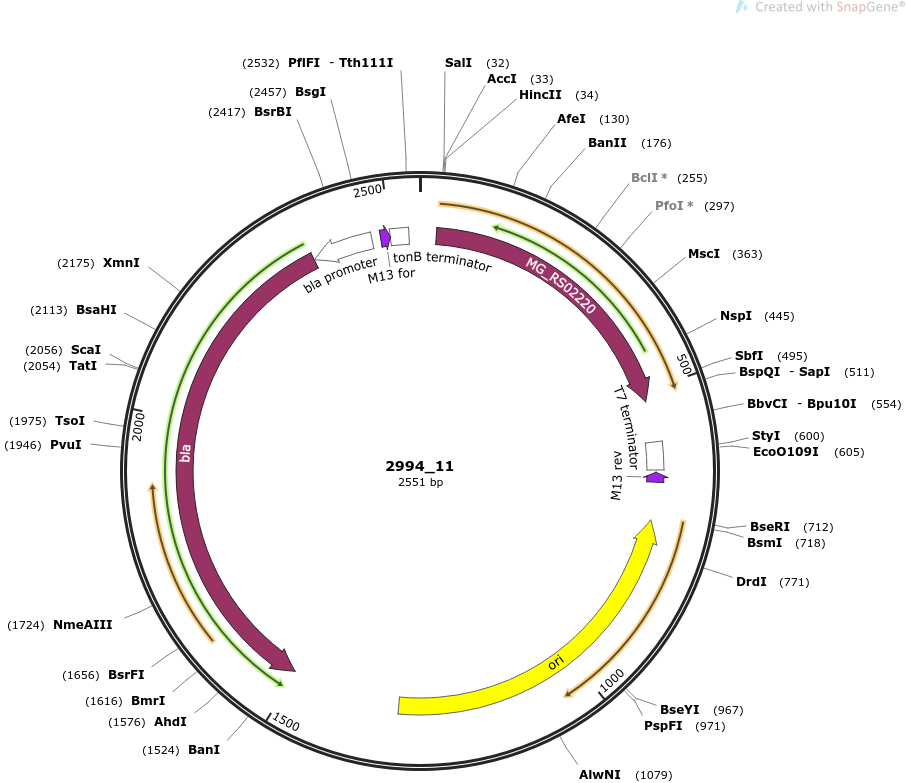 Created with SnapGene®
(2532) PflFI - Tth111I
SalI (32)
(2457) BsgI
AccI (33)
(2417) BsrBI
HincII (34)
AfeI (130)
BanII (176)
BclI * (255)
PfoI * (297)
MscI (363)
NspI (445)
SbfI (495)
BspQI - SapI (511)
BbvCI - Bpu10I (554)
StyI (600)
EcoO109I (605)
BseRI (712)
BsmI (718)
DrdI (771)
BseYI (967)
PspFI (971)
AlwNI (1079)
(1524) BanI
(1576) AhdI
(1616) BmrI
(1656) BsrFI
(1724) NmeAIII
(1946) PvuI
(1975) TsoI
(2054) TatI
(2056) ScaI
(2113) BsaHI
(2175) XmnI
2500
500
1000
1500
2000
bla promoter
M13 for
tonB terminator
MG_RS02220
T7 terminator
M13 rev
ori
bla
2994_11
2551 bp